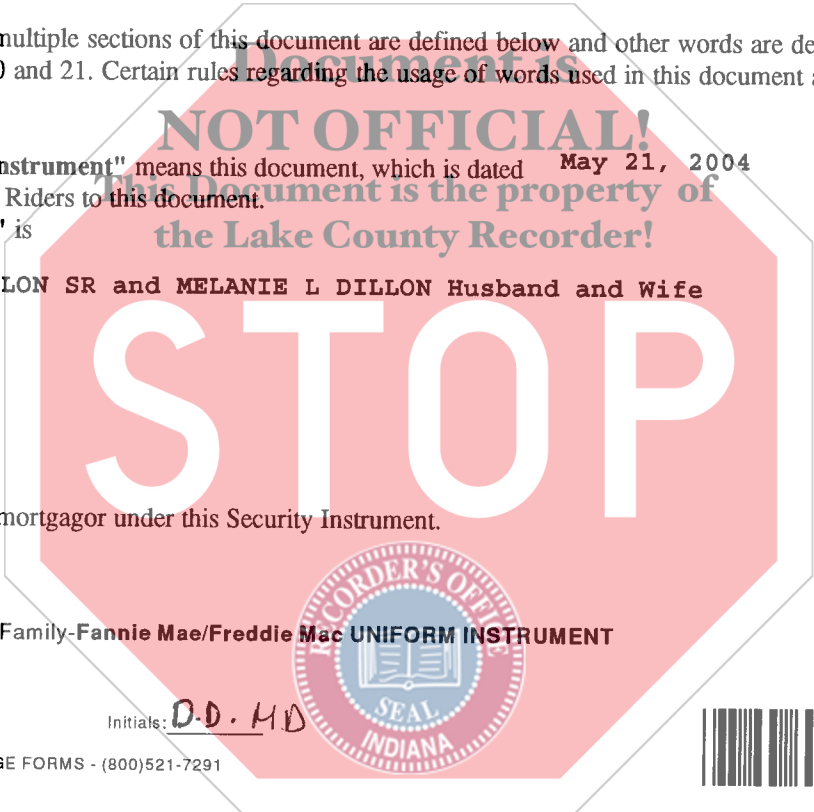 multiple sections of this document are defined below and other words are de
Document is
0 and 21. Certain rules regarding the usage of words used in this document a
NOT OFFICIAL!
nstrument" means this document, which is dated May 21, 2004
This Document is the property of
Riders to this document.
" is
the Lake County Recorder!
LON SR and MELANIE L DILLON Husband and Wife
STOP
mortgagor under this Security Instrument.
RECORDER'S OFFICE
Family-Fannie Mae/Freddie Mac UNIFORM INSTRUMENT
SEAL
INDIANA
Initials: D.D. MD
GE FORMS - (800)521-7291